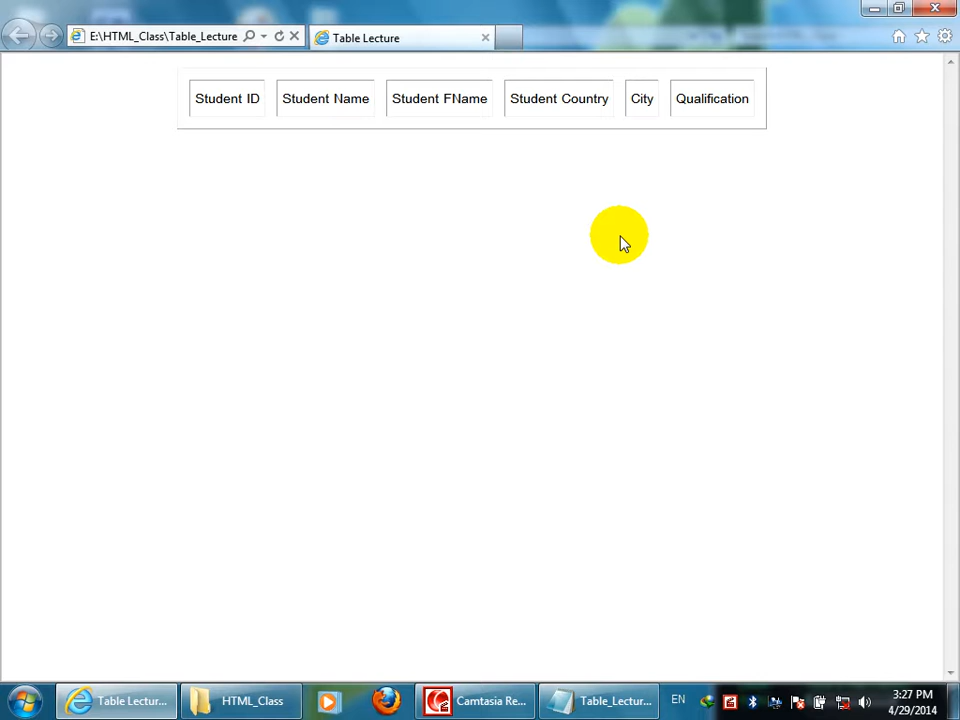 E:\HTML_Class\Table_Lecture
Table Lecture
Student ID Student Name Student FName Student Country City Qualification
Table Lectur... HTML_Class Camtasia Re... Table_Lectur... EN 3:27 PM
4/29/2014